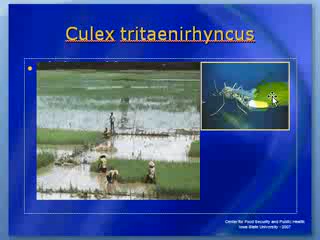 Culex tritaenirhyncus
Center for Food Security and Public Health
Iowa State University - 2007